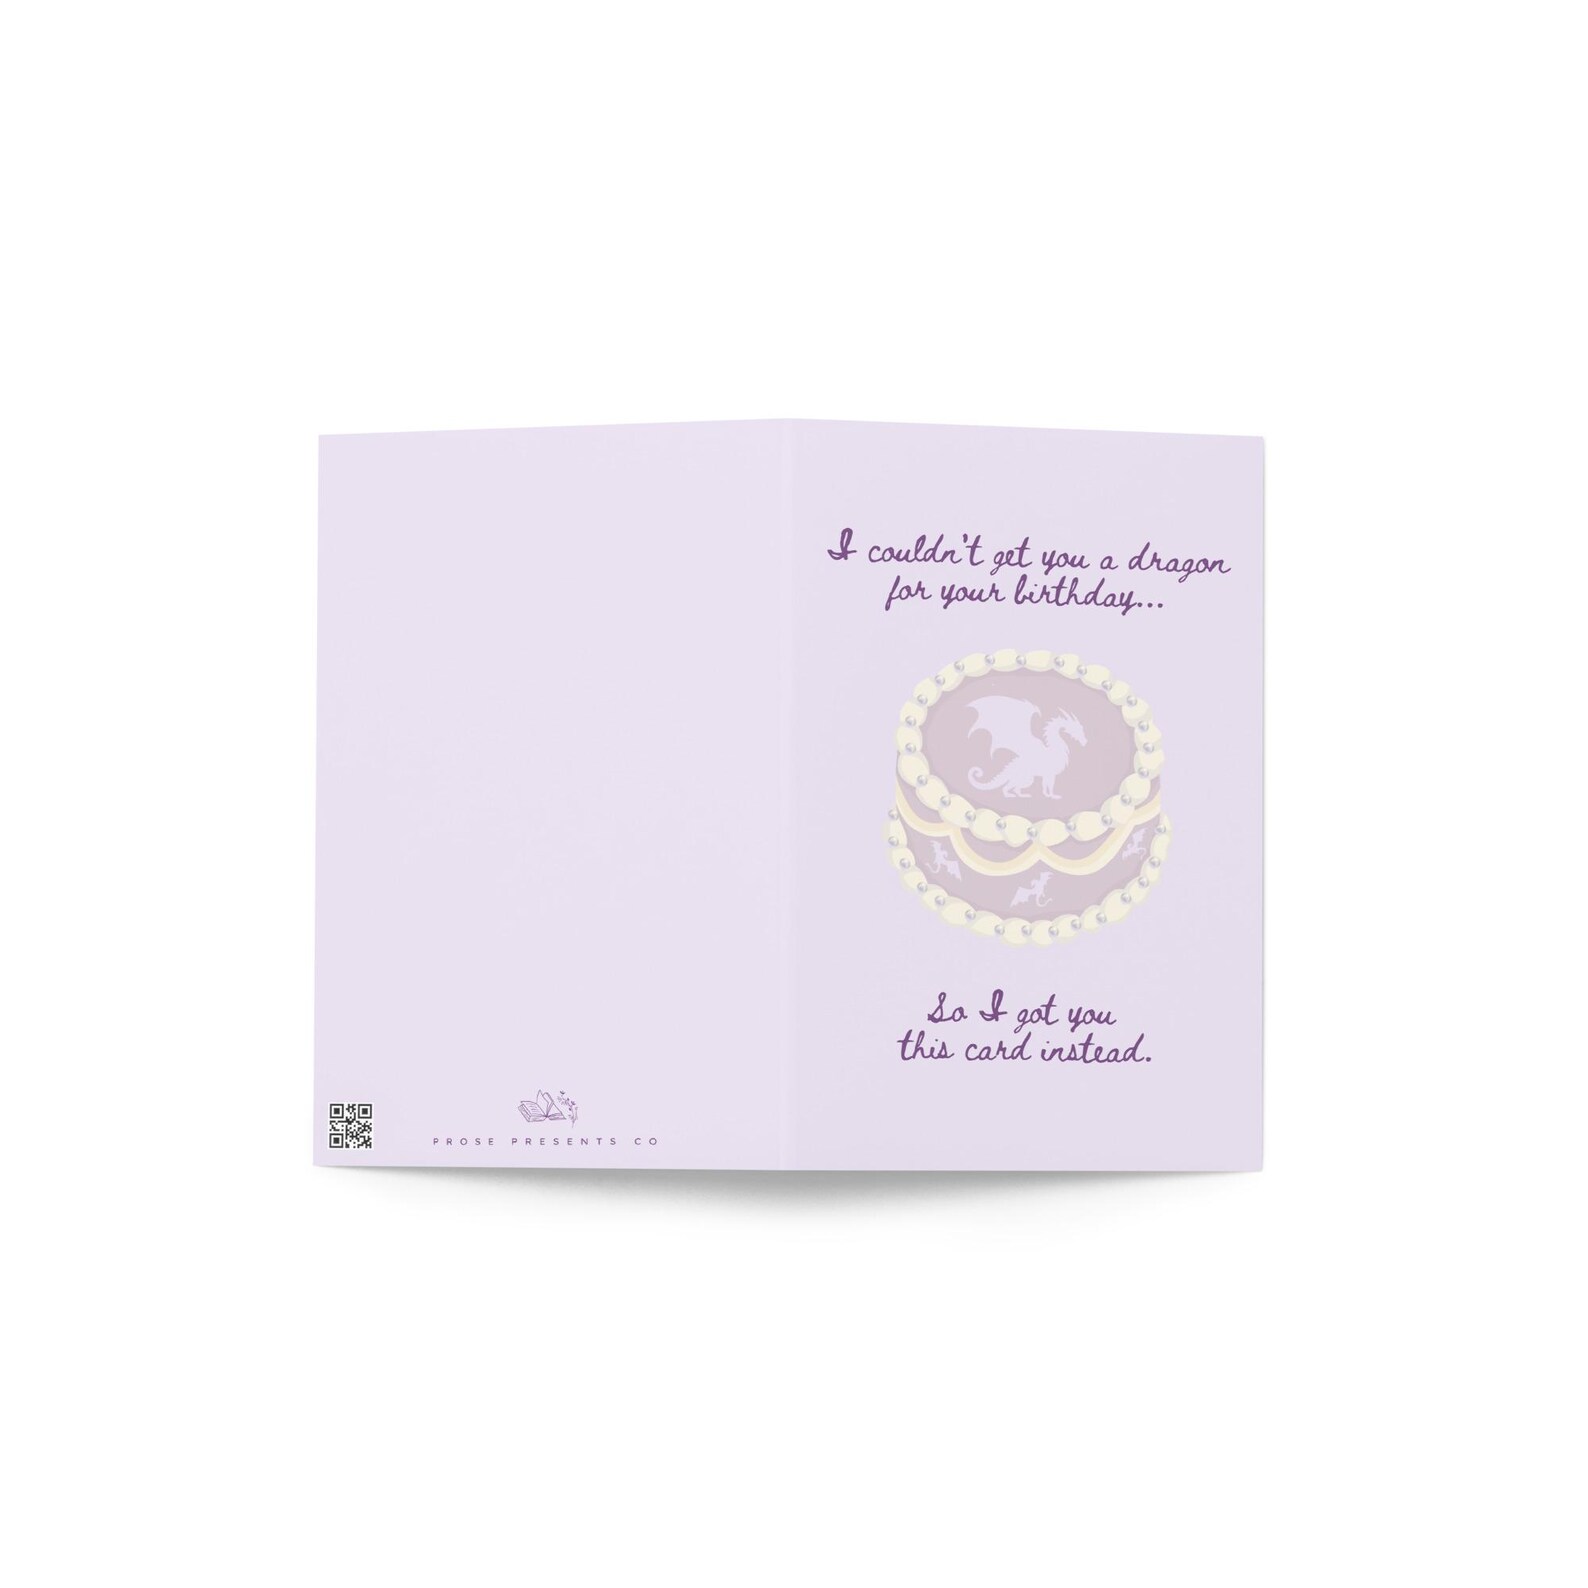 I couldn't get you a dragon
for your birthday...
So I got you
this card instead.
PROSE PRESENTS CO